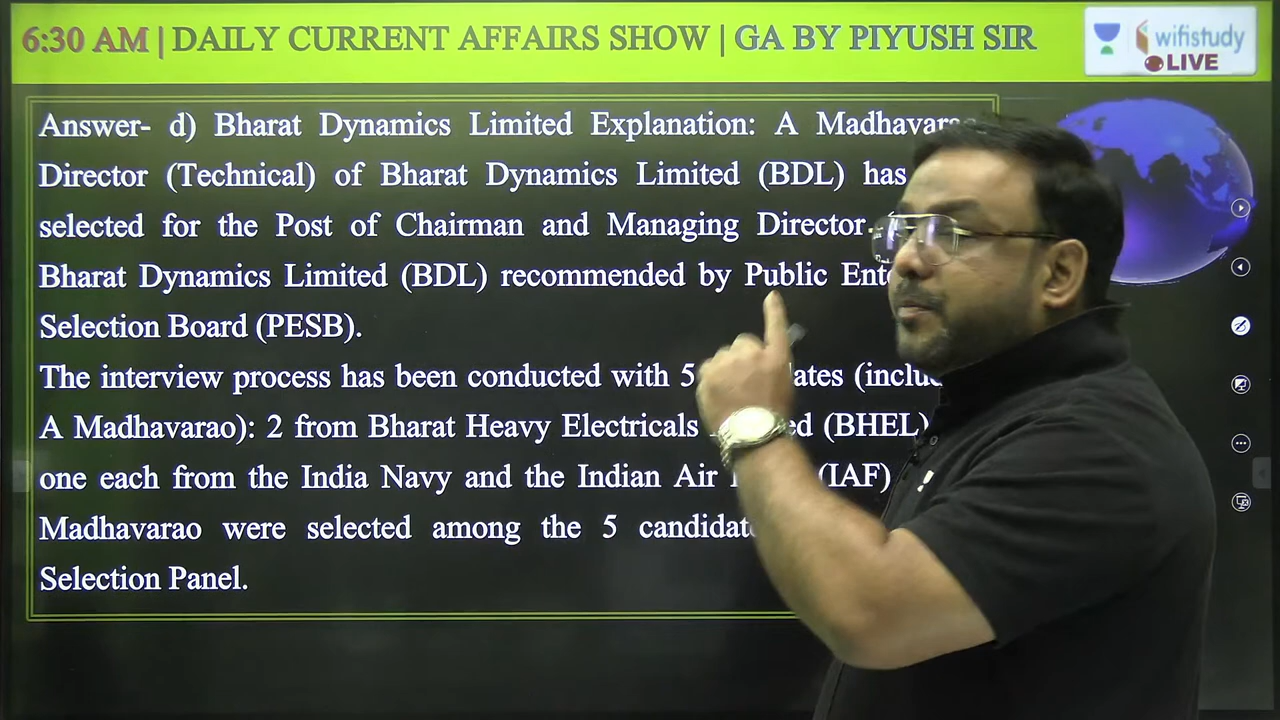 6:30 AM | DAILY CURRENT AFFAIRS SHOW | GA BY PIYUSH SIR
wifistudy
LIVE
Answer- d) Bharat Dynamics Limited Explanation: A
Director (Technical) of Bharat Dynamics Limited (BDL) has
selected for the Post of Chairman and Managing Director
Bharat Dynamics Limited (BDL) recommended by Public
Selection Board (PESB).
The interview process has been conducted with 5
A Madhavarao): 2 from Bharat Heavy Electricals (BHEL)
one each from the India Navy and the Indian Air (IAF)
Madhavarao were selected among the 5
Selection Panel.